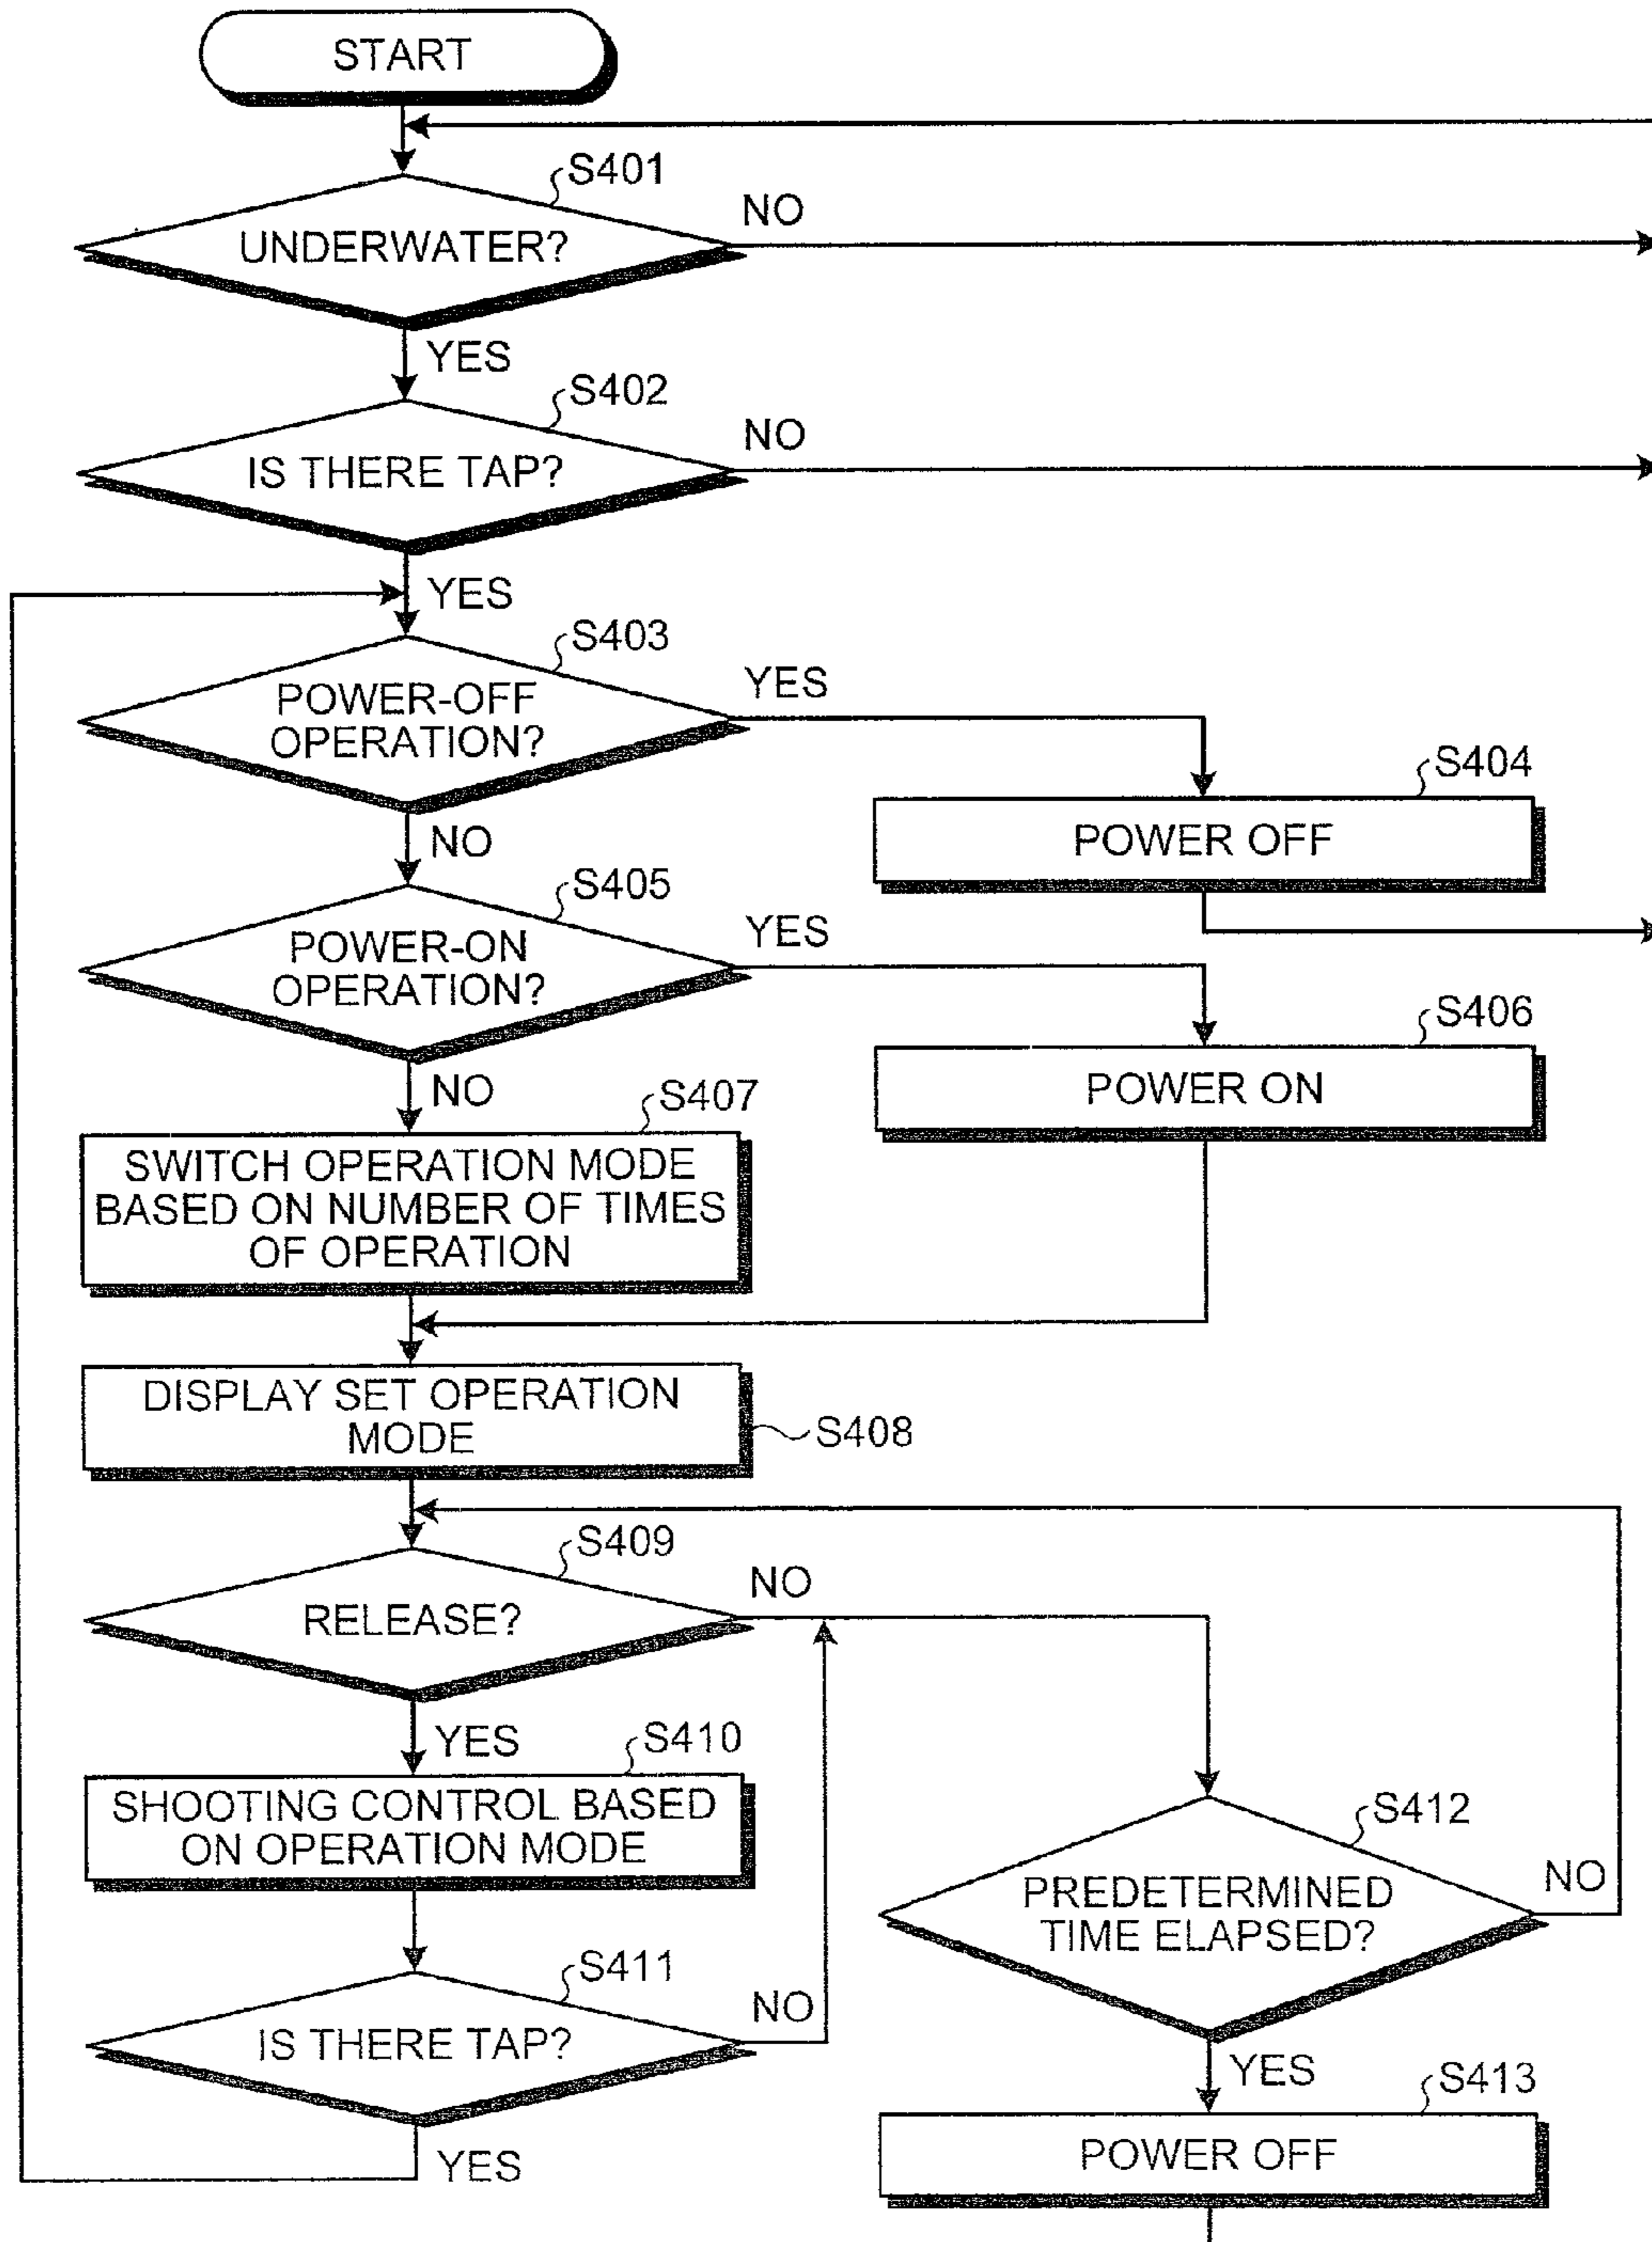 START
S401
UNDERWATER?
NO
YES
S402
IS THERE TAP?
NO
YES
S403
POWER-OFF
OPERATION?
YES
S404
POWER OFF
NO
S405
POWER-ON
OPERATION?
YES
S406
POWER ON
NO
S407
SWITCH OPERATION MODE
BASED ON NUMBER OF TIMES
OF OPERATION
DISPLAY SET OPERATION
MODE
S408
S409
RELEASE?
NO
YES
S410
SHOOTING CONTROL BASED
ON OPERATION MODE
S411
IS THERE TAP?
NO
YES
S412
PREDETERMINED
TIME ELAPSED?
NO
YES
S413
POWER OFF